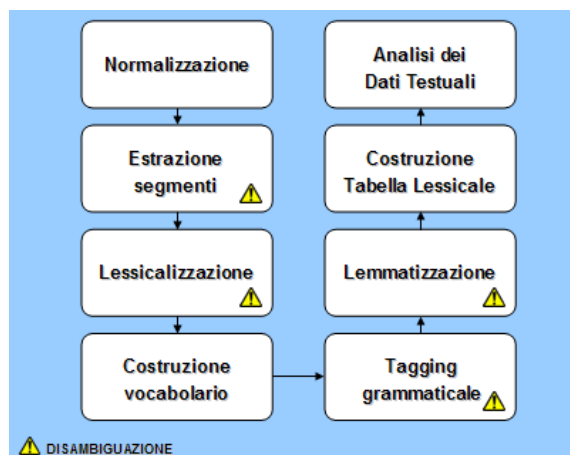 Normalizzazione
Estrazione
segmenti
Lessicalizzazione
Costruzione
vocabolario
Tagging
grammaticale
Lemmatizzazione
Costruzione
Tabella Lessicale
Analisi dei
Dati Testuali
DISAMBIGUAZIONE